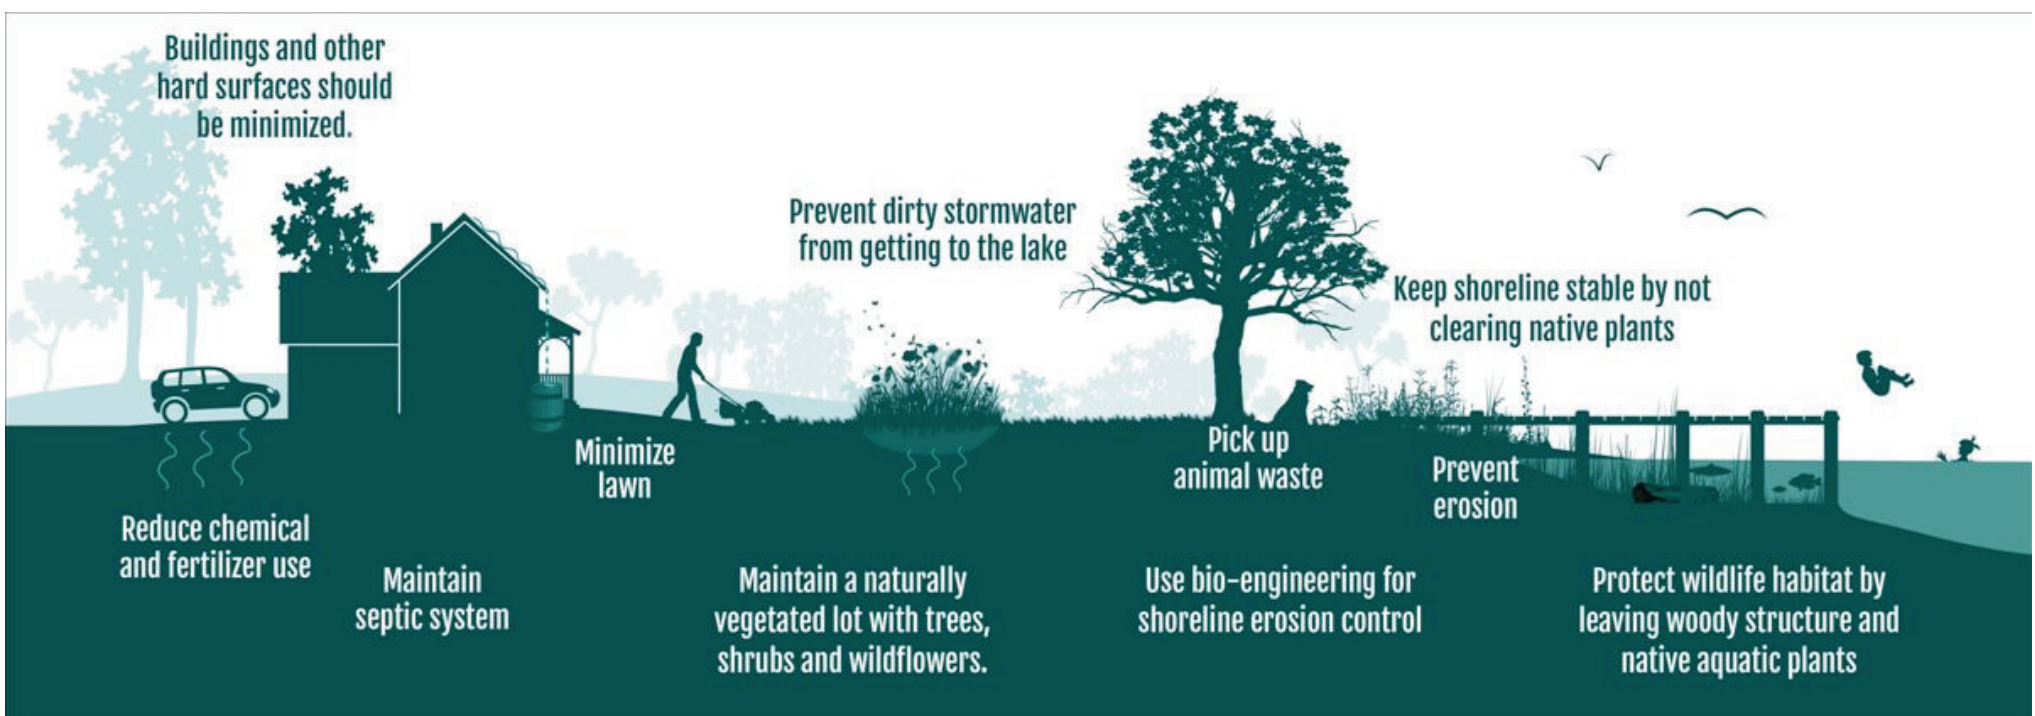 Buildings and other
hard surfaces should
be minimized.
Prevent dirty stormwater
from getting to the lake
Keep shoreline stable by not
clearing native plants
Minimize
lawn
Pick up
animal waste
Prevent
erosion
Reduce chemical
and fertilizer use
Maintain
septic system
Maintain a naturally
vegetated lot with trees,
shrubs and wildflowers.
Use bio-engineering for
shoreline erosion control
Protect wildlife habitat by
leaving woody structure and
native aquatic plants